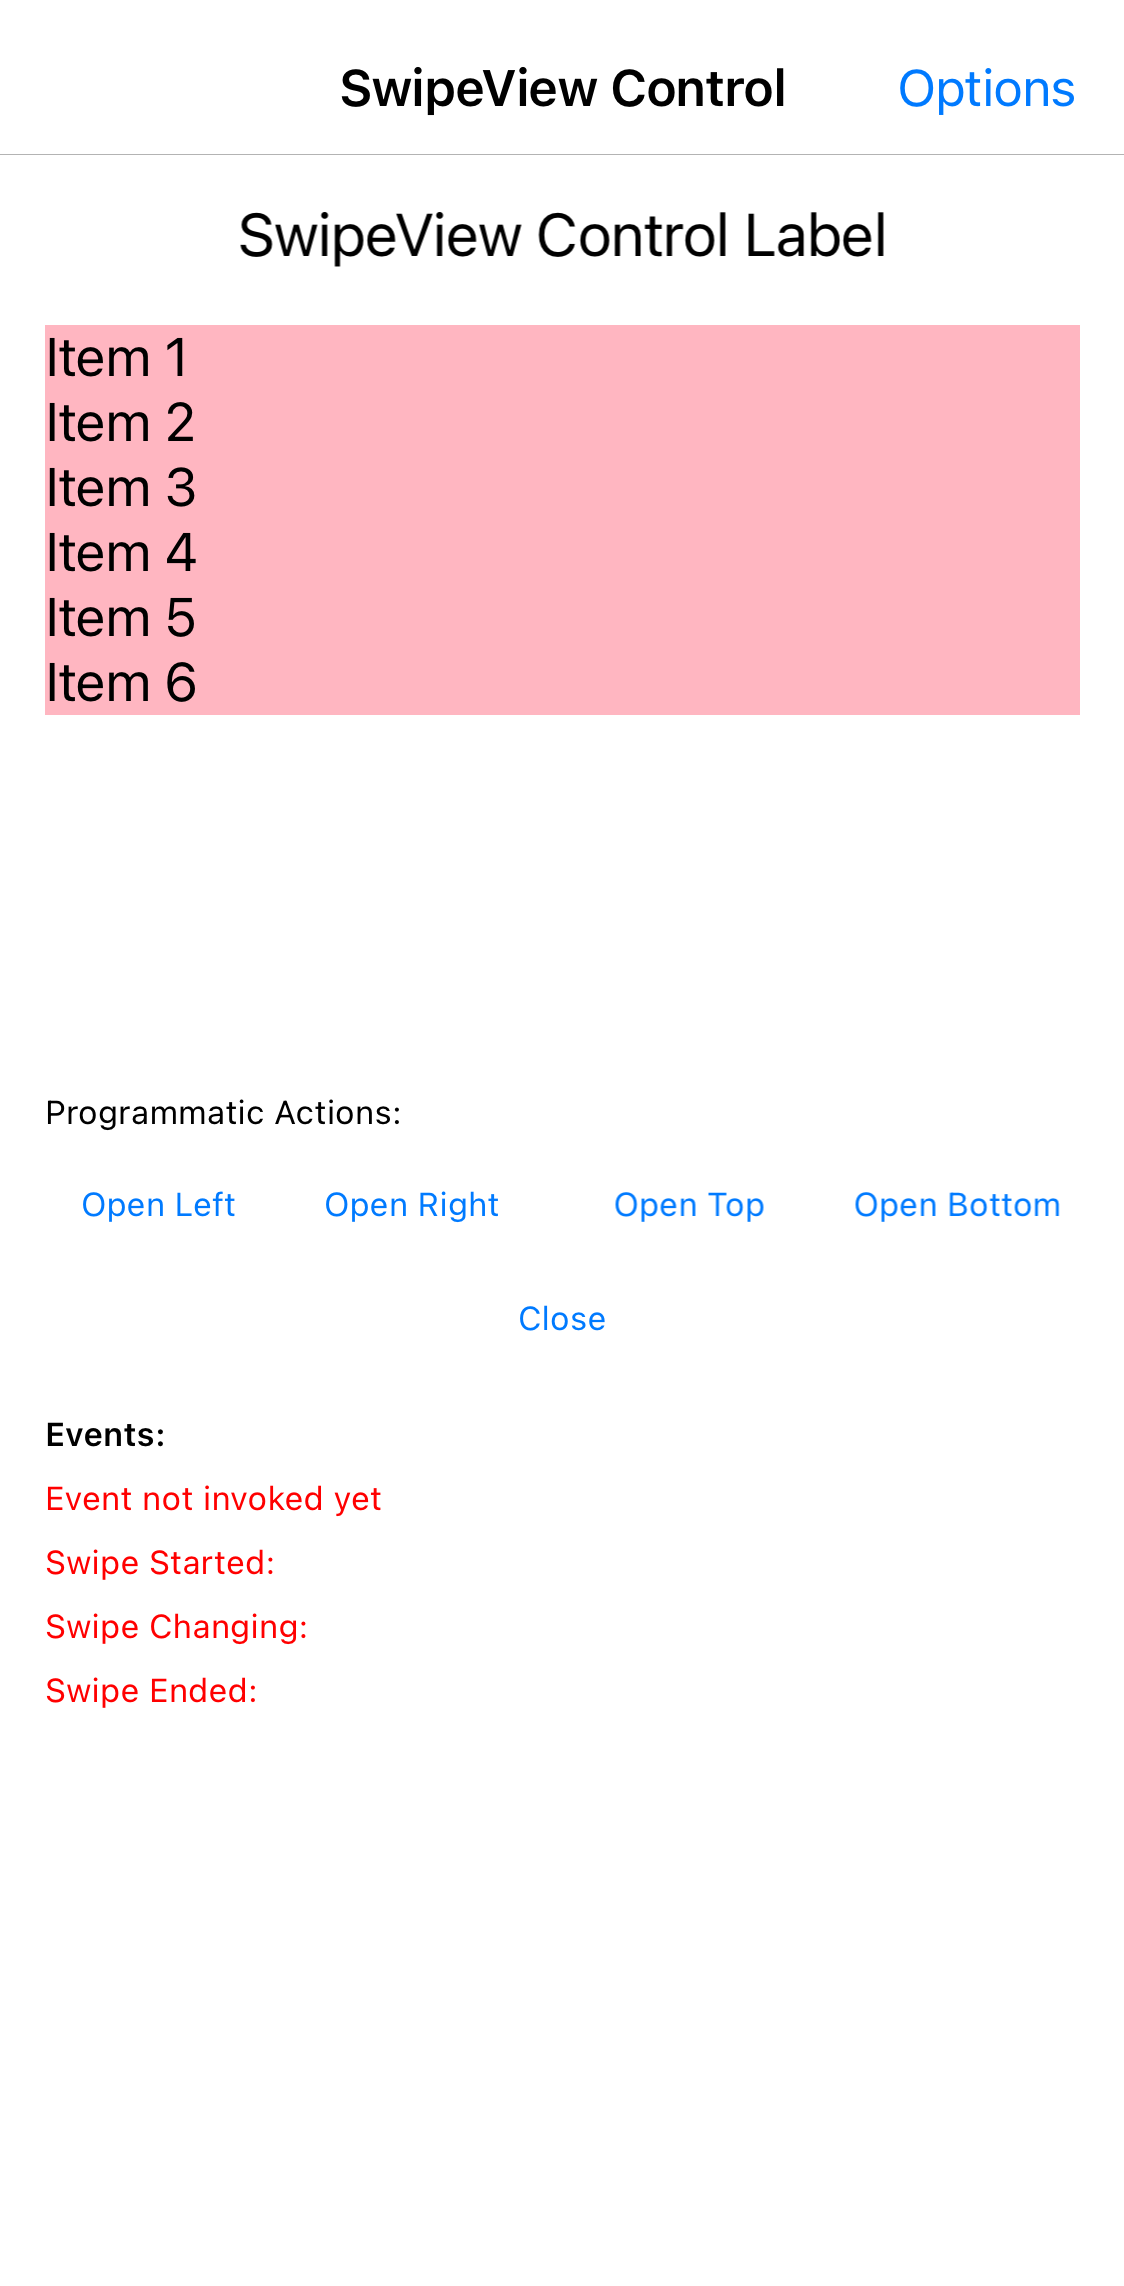 SwipeView Control Options
SwipeView Control Label
Item 1
Item 2
Item 3
Item 4
Item 5
Item 6
Programmatic Actions:
Open Left Open Right Open Top Open Bottom
Close
Events:
Event not invoked yet
Swipe Started:
Swipe Changing:
Swipe Ended: